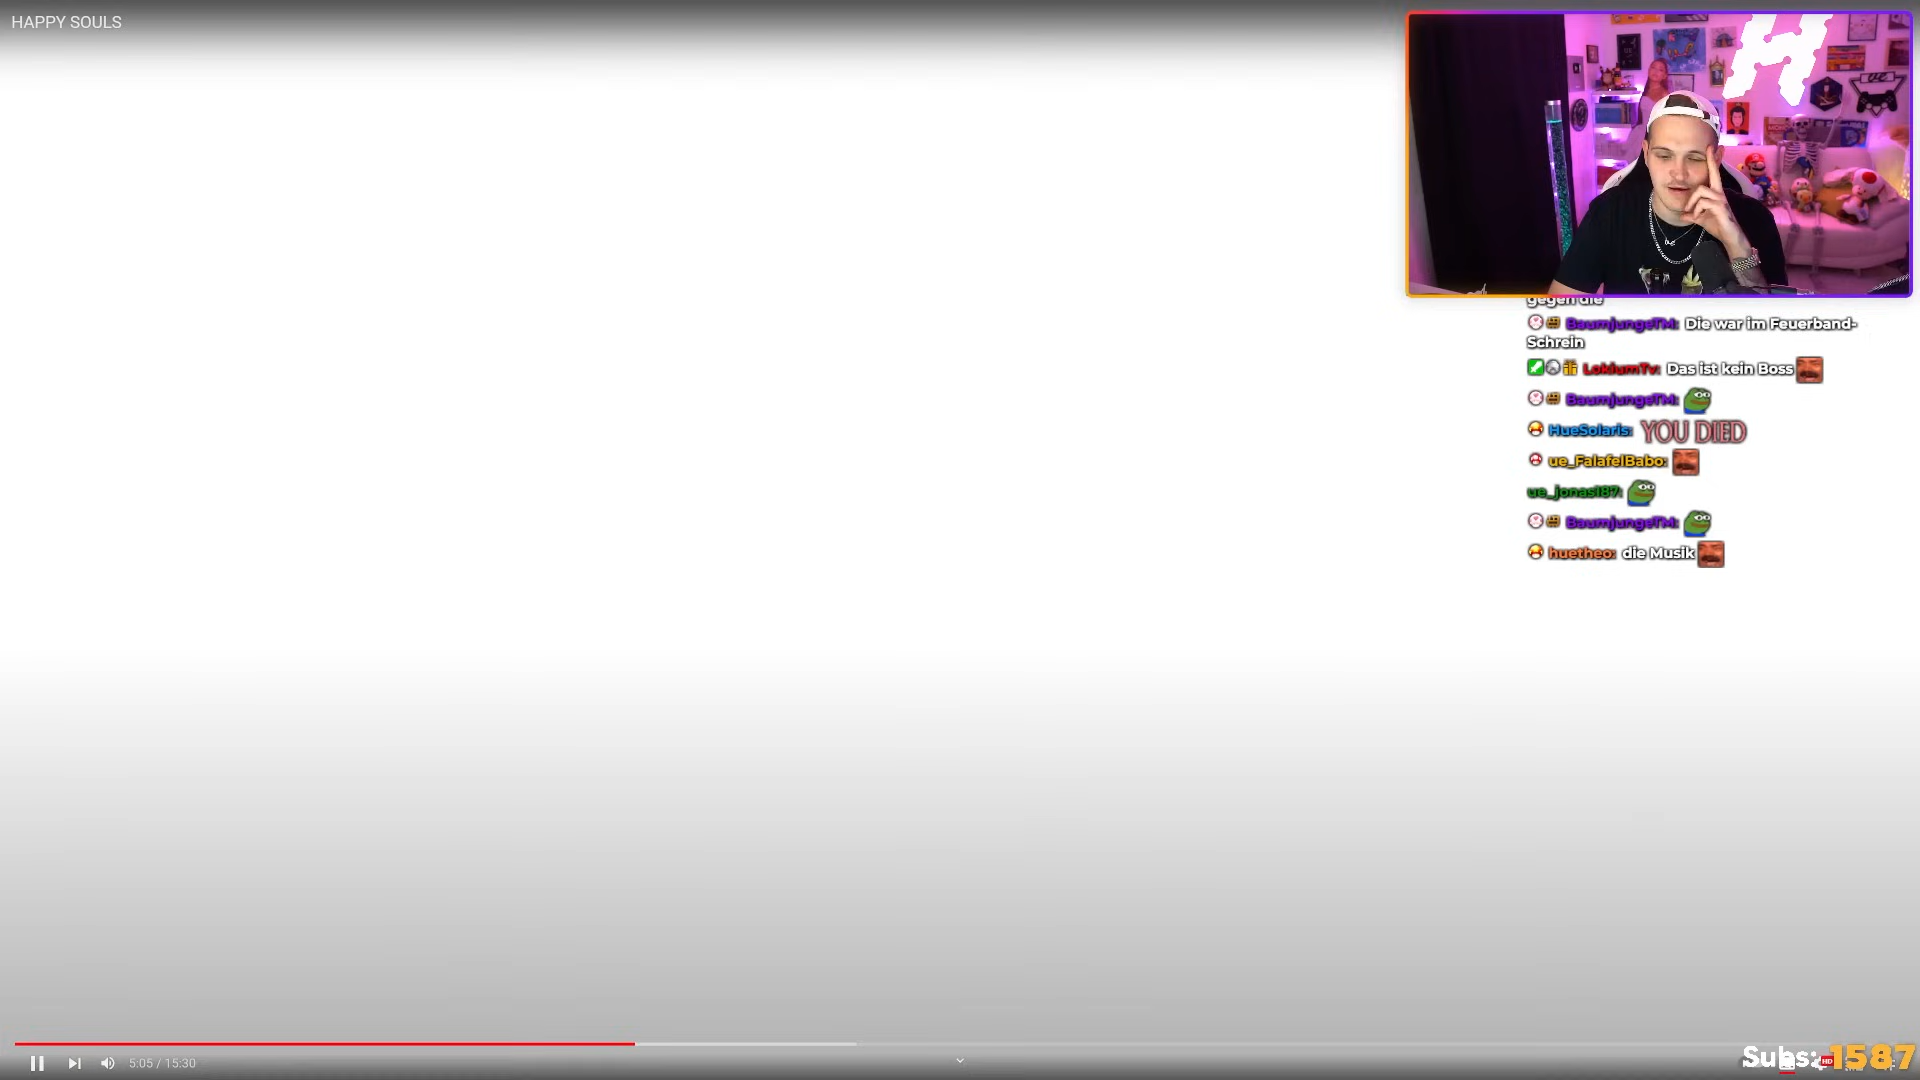 HAPPY SOULS
gegen die
BaumjungeTM: Die war im Feuerband-
Schrein
LokiumTv: Das ist kein Boss
BaumjungeTM:
HueSolaris: YOU DIED
ue_FalafelBabo:
ue_jonas187:
BaumjungeTM:
huetheo: die Musik
5:05 / 15:30
Subs: 1587
HD